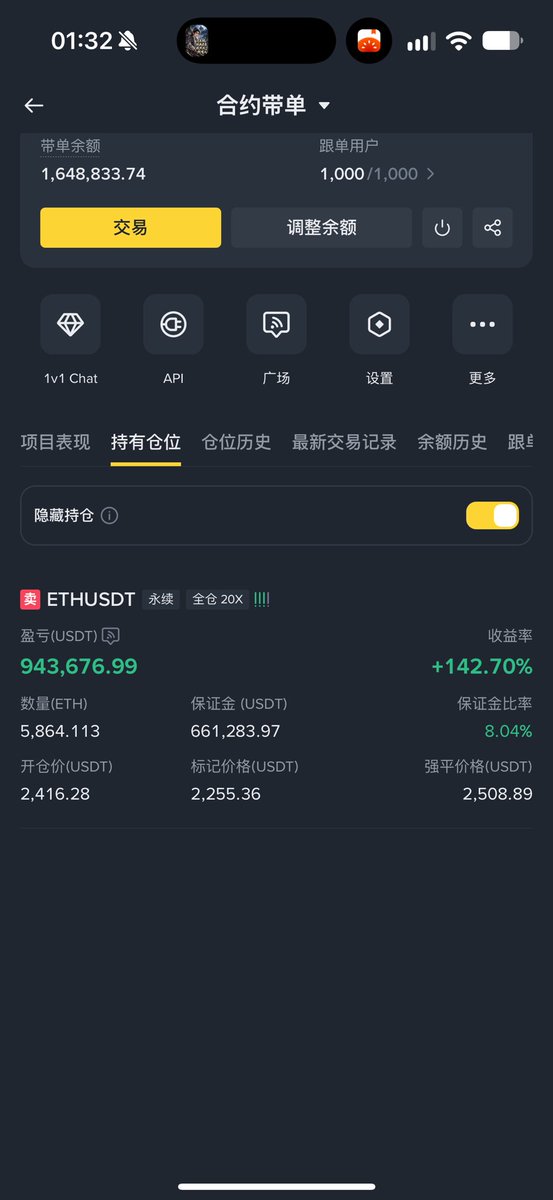 01:32
合约带单
带单余额 跟单用户
1,648,833.74 1,000/1,000
交易 调整余额
1v1 Chat API 广场 设置 更多
项目表现 持有仓位 仓位历史 最新交易记录 余额历史 跟单
隐藏持仓
卖 ETHUSDT 永续 全仓 20X
盈亏(USDT) 收益率
943,676.99 +142.70%
数量(ETH) 保证金 (USDT) 保证金比率
5,864.113 661,283.97 8.04%
开仓价(USDT) 标记价格(USDT) 强平价格(USDT)
2,416.28 2,255.36 2,508.89